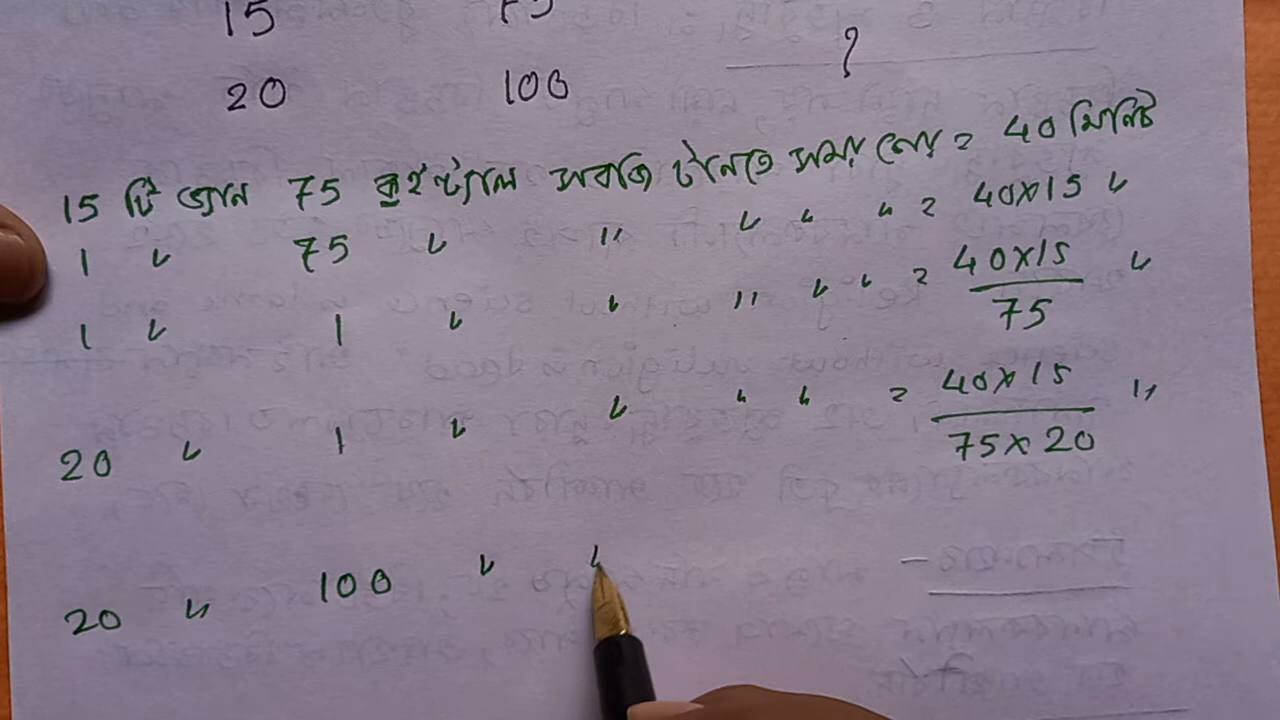 15 75
?
20 100
15 টি ভ্যান 75 কুইন্ট্যাল সবজি টানতে সময় নেয় = 40 মিনিট
1 " 75 " " " " " = 40×15 "
1 " 1 " " " " " = 40×15/75 "
20 " 1 " " " " = 40×15/75×20 "
20 " 100 " "